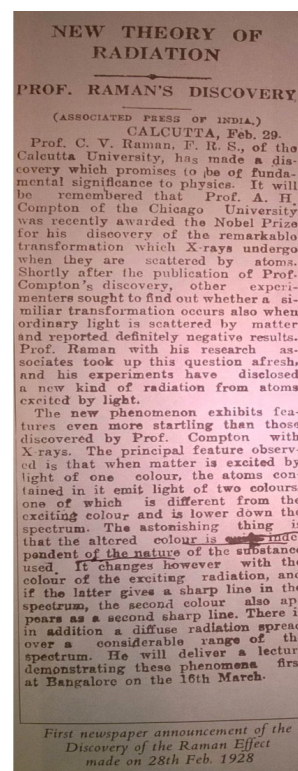 NEW THEORY OF
RADIATION
PROF. RAMAN'S DISCOVERY
(ASSOCIATED PRESS OF INDIA.)
CALCUTTA, Feb. 29.
Prof. C. V. Raman, F. R. S., of the
Calcutta University, has made a dis-
covery which promises to be of funda-
mental significance to physics. It will
be remembered that Prof. A. H.
Compton of the Chicago University
was recently awarded the Nobel Prize
for his discovery of the remarkable
transformation which X-rays undergo
when they are scattered by atoms.
Shortly after the publication of Prof.
Compton's discovery, other experi-
menters sought to find out whether a si-
miliar transformation occurs also when
ordinary light is scattered by matter
and reported definitely negative results.
Prof. Raman with his research as-
sociates took up this question afresh,
and his experiments have disclosed
a new kind of radiation from atoms
excited by light.
The new phenomenon exhibits fea-
tures even more startling than those
discovered by Prof. Compton with
X-rays. The principal feature observ-
ed is that when matter is excited by
light of one colour, the atoms con
tained in it emit light of two colours
one of which is different from the
exciting colour and is lower down the
spectrum. The astonishing thing i
that the altered colour is inde
pendent of the nature of the substance
used. It changes however with the
colour of the exciting radiation, and
if the latter gives a sharp line in the
spectrum, the second colour also ap
pears as a second sharp line. There i
in addition a diffuse radiation sprea
over a considerable range of th
spectrum. He will deliver a lectur
demonstrating these phenomena firs
at Bangalore on the 16th March.
First newspaper announcement of the
Discovery of the Raman Effect
made on 28th Feb. 1928